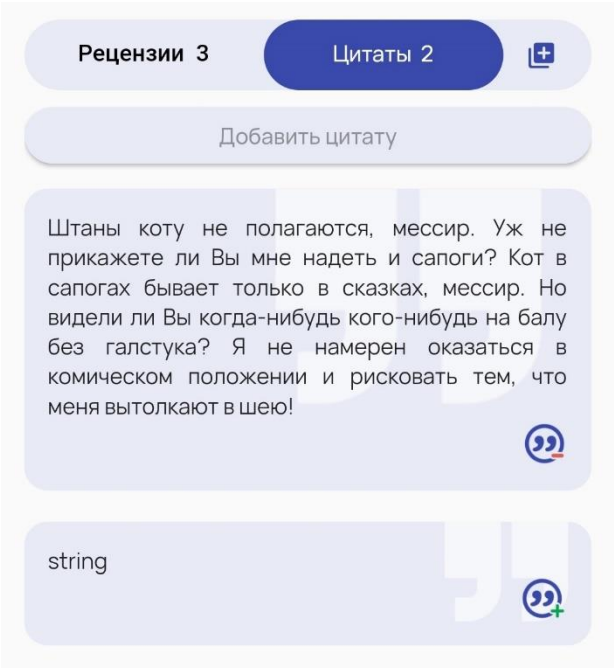 Рецензии 3 Цитаты 2
Добавить цитату
Штаны коту не полагаются, мессир. Уж не
прикажете ли Вы мне надеть и сапоги? Кот в
сапогах бывает только в сказках, мессир. Но
видели ли Вы когда-нибудь кого-нибудь на балу
без галстука? Я не намерен оказаться в
комическом положении и рисковать тем, что
меня вытолкают в шею!
string